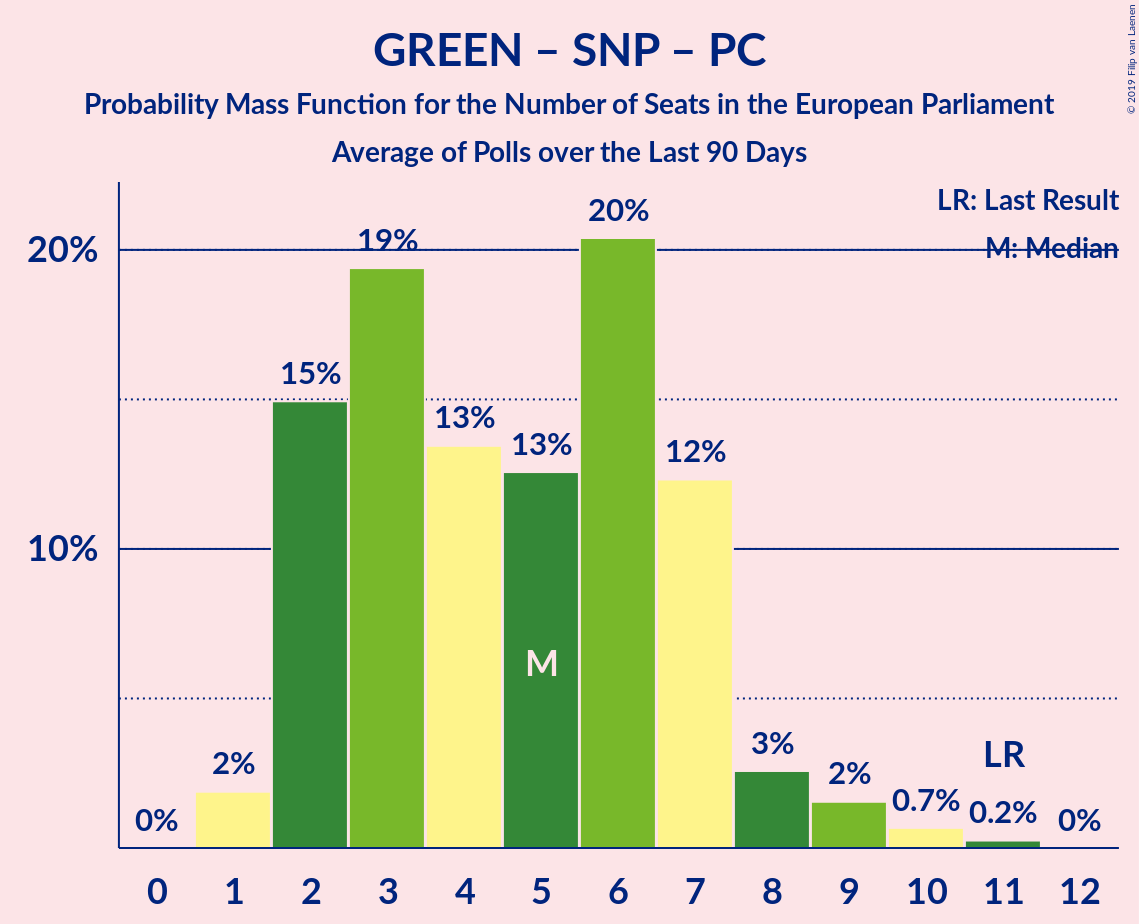 GREEN – SNP – PC
Probability Mass Function for the Number of Seats in the European Parliament
Average of Polls over the Last 90 Days
© 2019 Filip van Laenen
LR: Last Result
M: Median
20%
10%
0%
2%
15%
19%
13%
13%
20%
12%
3%
2%
0.7%
0.2%
0%
M
LR
0 1 2 3 4 5 6 7 8 9 10 11 12